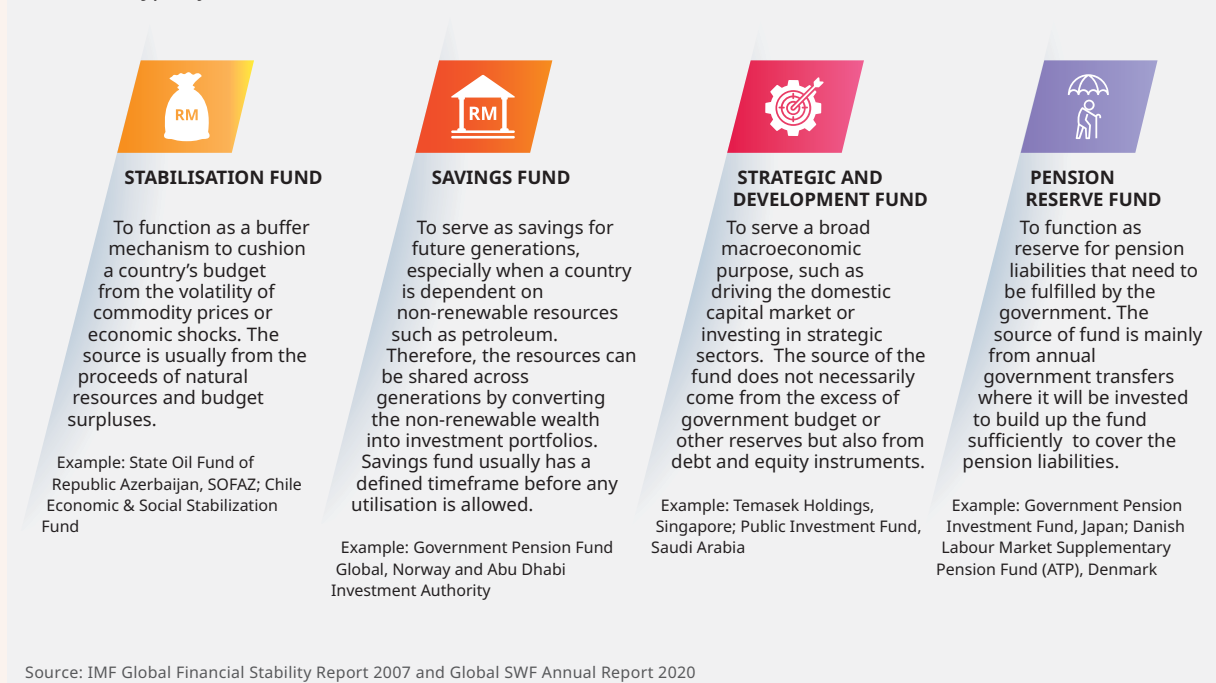 RM
STABILISATION FUND
To function as a buffer
mechanism to cushion
a country's budget
from the volatility of
commodity prices or
economic shocks. The
source is usually from the
proceeds of natural
resources and budget
surpluses.
Example: State Oil Fund of
Republic Azerbaijan, SOFAZ; Chile
Economic & Social Stabilization
Fund
RM
SAVINGS FUND
To serve as savings for
future generations,
especially when a country
is dependent on
non-renewable resources
such as petroleum.
Therefore, the resources can
be shared across
generations by converting
the non-renewable wealth
into investment portfolios.
Savings fund usually has a
defined timeframe before any
utilisation is allowed.
Example: Government Pension Fund
Global, Norway and Abu Dhabi
Investment Authority
STRATEGIC AND
DEVELOPMENT FUND
To serve a broad
macroeconomic
purpose, such as
driving the domestic
capital market or
investing in strategic
sectors. The source of the
fund does not necessarily
come from the excess of
government budget or
other reserves but also from
debt and equity instruments.
Example: Temasek Holdings,
Singapore; Public Investment Fund,
Saudi Arabia
PENSION
RESERVE FUND
To function as
reserve for pension
liabilities that need to
be fulfilled by the
government. The
source of fund is mainly
from annual
government transfers
where it will be invested
to build up the fund
sufficiently to cover the
pension liabilities.
Example: Government Pension
Investment Fund, Japan; Danish
Labour Market Supplementary
Pension Fund (ATP), Denmark
Source: IMF Global Financial Stability Report 2007 and Global SWF Annual Report 2020